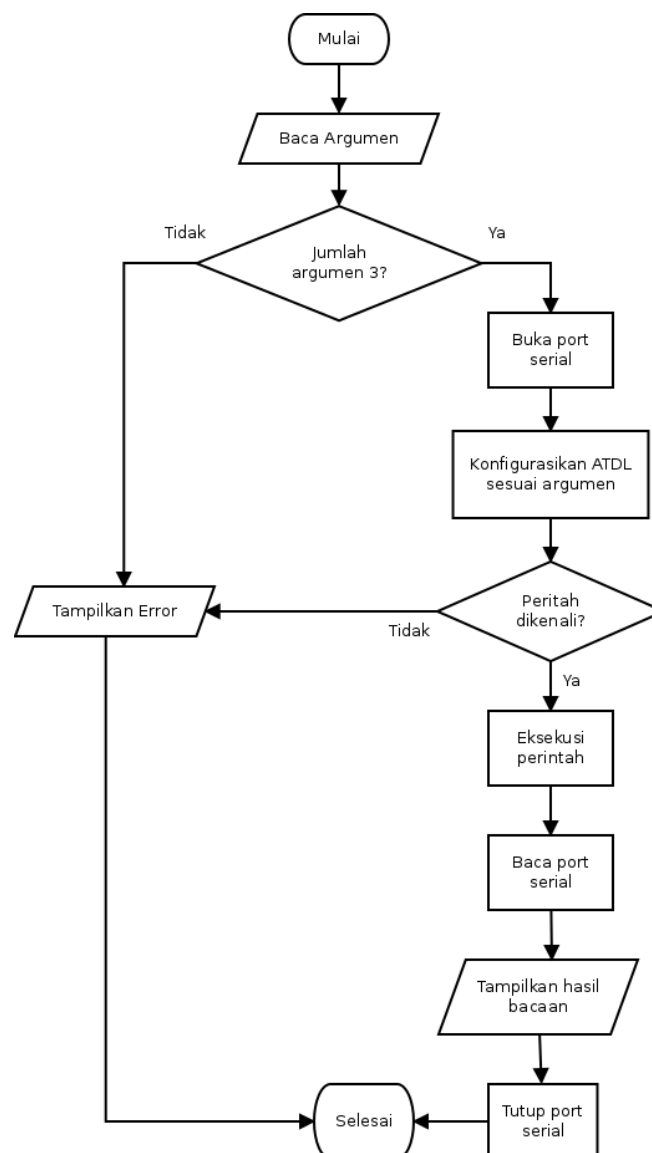 Mulai
Baca Argumen
Tidak
Ya
Jumlah
argumen 3?
Buka port
serial
Konfigurasikan ATDL
sesuai argumen
Peritah
dikenali?
Tampilkan Error
Tidak
Ya
Eksekusi
perintah
Baca port
serial
Tampilkan hasil
bacaan
Tutup port
serial
Selesai